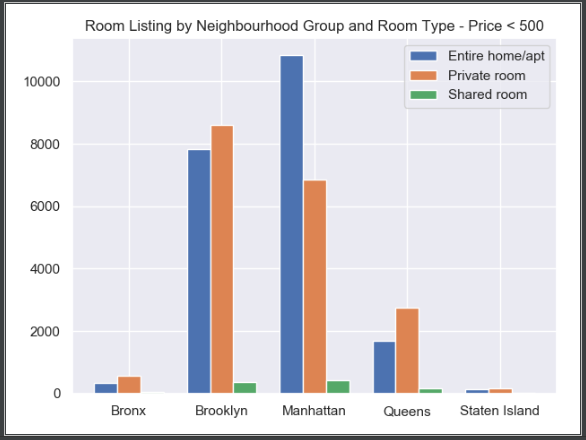 Room Listing by Neighbourhood Group and Room Type - Price < 500
Entire home/apt
Private room
Shared room
10000
8000
6000
4000
2000
0
Bronx Brooklyn Manhattan Queens Staten Island